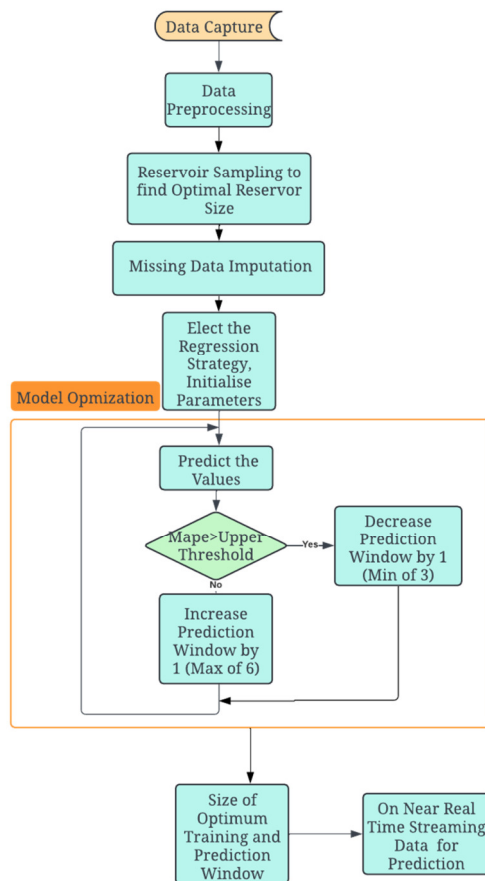 Data Capture
Data
Preprocessing
Reservoir Sampling to
find Optimal Reservor
Size
Missing Data Imputation
Elect the
Regression
Strategy,
Initialise
Parameters
Model Opmization
Predict the
Values
Mape>Upper
Threshold
Yes
Decrease
Prediction
Window by 1
(Min of 3)
No
Increase
Prediction
Window by
1 (Max of 6)
Size of
Optimum
Training and
Prediction
Window
On Near Real
Time Streaming
Data for
Prediction